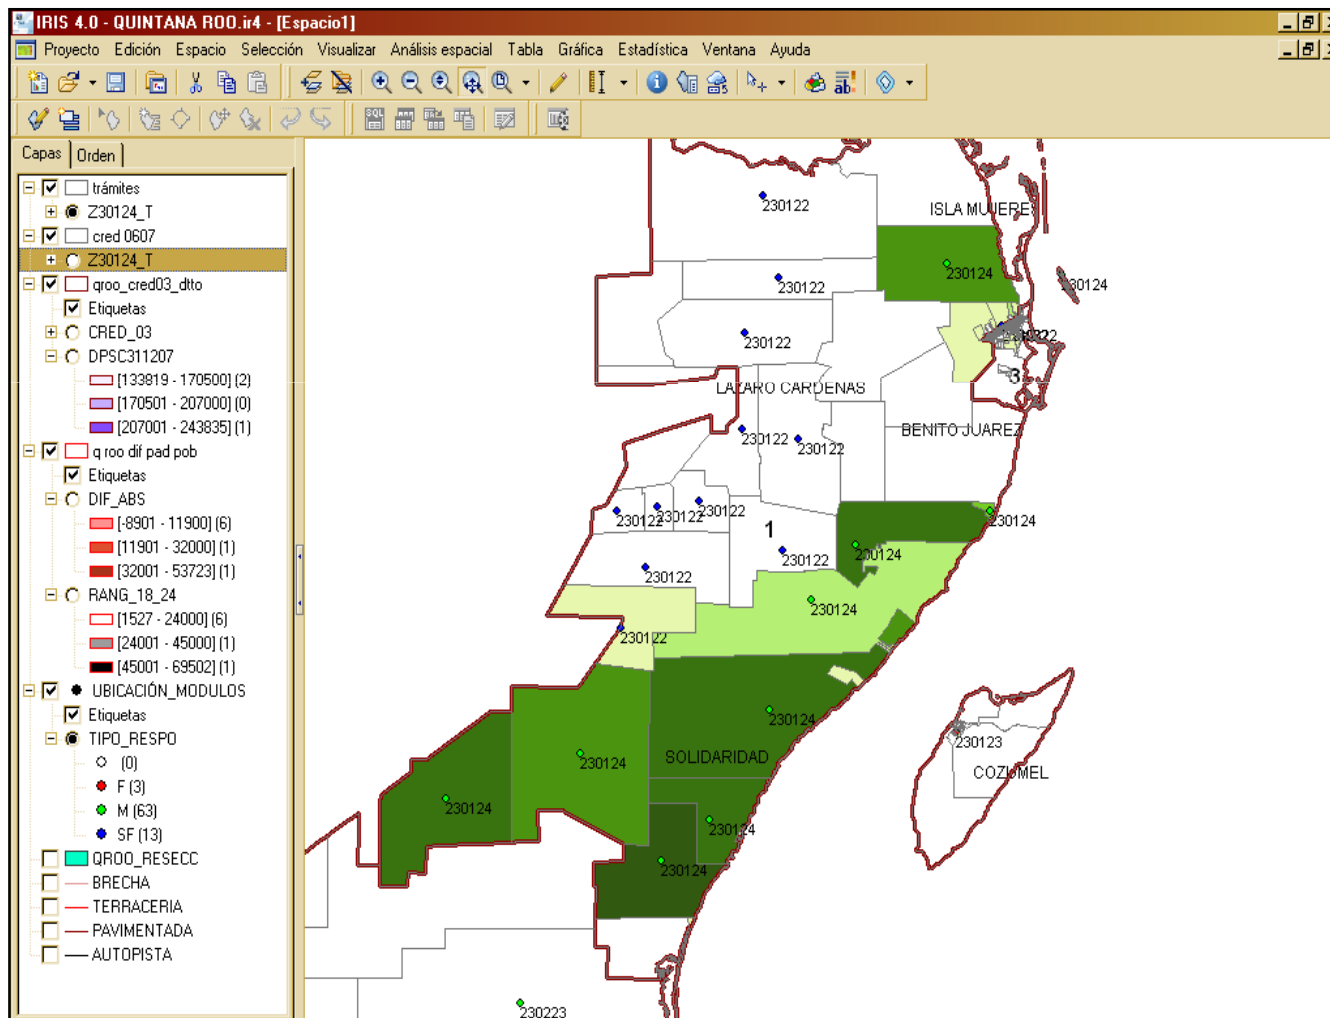 IRIS 4.0 - QUINTANA ROO.ir4 - [Espacio1]
Proyecto Edición Espacio Selección Visualizar Análisis espacial Tabla Gráfica Estadística Ventana Ayuda
ab!
SQL
Capas Orden
trámites
Z30124_T
cred 0607
Z30124_T
qroo_cred03_dtto
Etiquetas
CRED_03
DPSC311207
[133819 - 170500] (2)
[170501 - 207000] (0)
[207001 - 243835] (1)
q roo dif pad pob
Etiquetas
DIF_ABS
[-8901 - 11900] (6)
[11901 - 32000] (1)
[32001 - 53723] (1)
RANG_18_24
[1527 - 24000] (6)
[24001 - 45000] (1)
[45001 - 69502] (1)
UBICACIÓN_MODULOS
Etiquetas
TIPO_RESPO
(0)
F (3)
M (63)
SF (13)
QROO_RESECC
BRECHA
TERRACERIA
PAVIMENTADA
AUTOPISTA
230122
ISLA MUJERES
230124
230124
230122
230122
3
LAZARO CARDENAS
BENITO JUAREZ
230122
230122
230122
230122
230122
230124
1
230124
230122
230122
230124
230122
230124
230123
SOLIDARIDAD
230124
COZUMEL
230124
230124
230124
230223